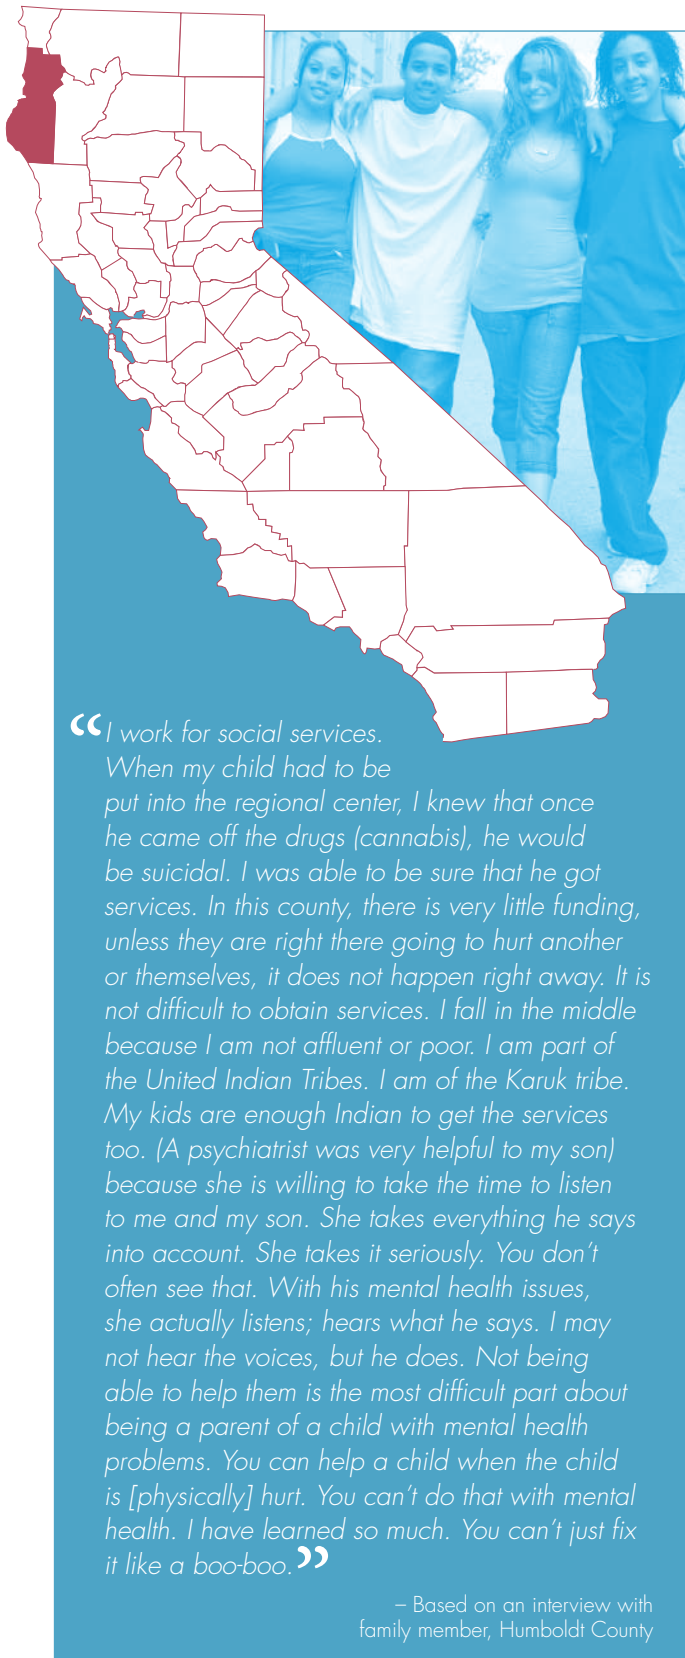 “I work for social services.
When my child had to be
put into the regional center, I knew that once
he came off the drugs (cannabis), he would
be suicidal. I was able to be sure that he got
services. In this county, there is very little funding,
unless they are right there going to hurt another
or themselves, it does not happen right away. It is
not difficult to obtain services. I fall in the middle
because I am not affluent or poor. I am part of
the United Indian Tribes. I am of the Karuk tribe.
My kids are enough Indian to get the services
too. (A psychiatrist was very helpful to my son)
because she is willing to take the time to listen
to me and my son. She takes everything he says
into account. She takes it seriously. You don’t
often see that. With his mental health issues,
she actually listens; hears what he says. I may
not hear the voices, but he does. Not being
able to help them is the most difficult part about
being a parent of a child with mental health
problems. You can help a child when the child
is [physically] hurt. You can’t do that with mental
health. I have learned so much. You can’t just fix
it like a boo-boo.”
– Based on an interview with
family member, Humboldt County